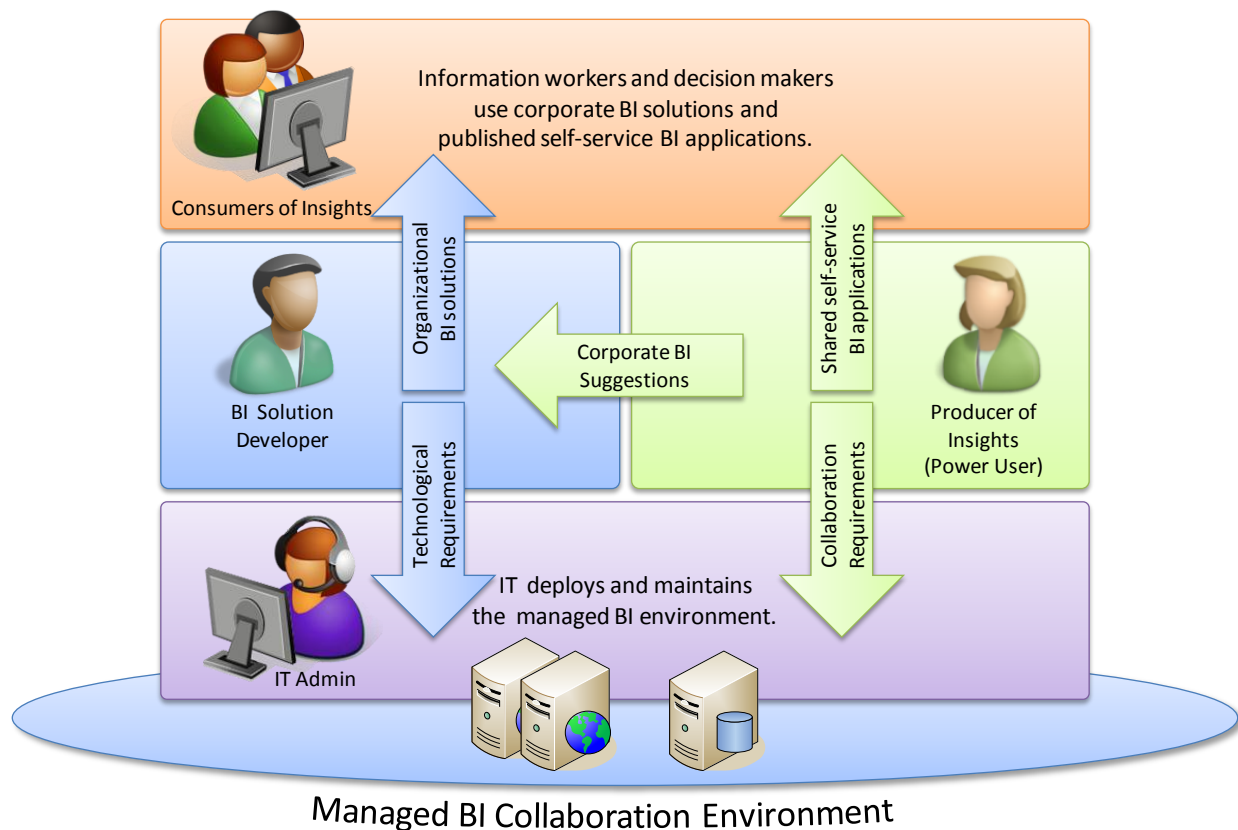 Information workers and decision makers
use corporate BI solutions and
published self-service BI applications.
Consumers of Insights
Organizational
BI solutions
Shared self-service
BI applications
Corporate BI
Suggestions
BI Solution
Developer
Producer of
Insights
(Power User)
Technological
Requirements
Collaboration
Requirements
IT deploys and maintains
the managed BI environment.
IT Admin
Managed BI Collaboration Environment